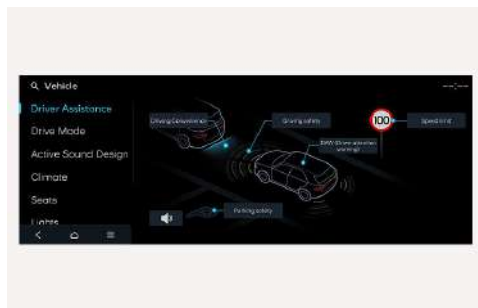 Vehicle
--:--
Driver Assistance
Drive Mode
Active Sound Design
Climate
Seats
Lights
Driving Convenience
Driving safety
100
Speed limit
DAW (Driver attention
warning)
Parking safety